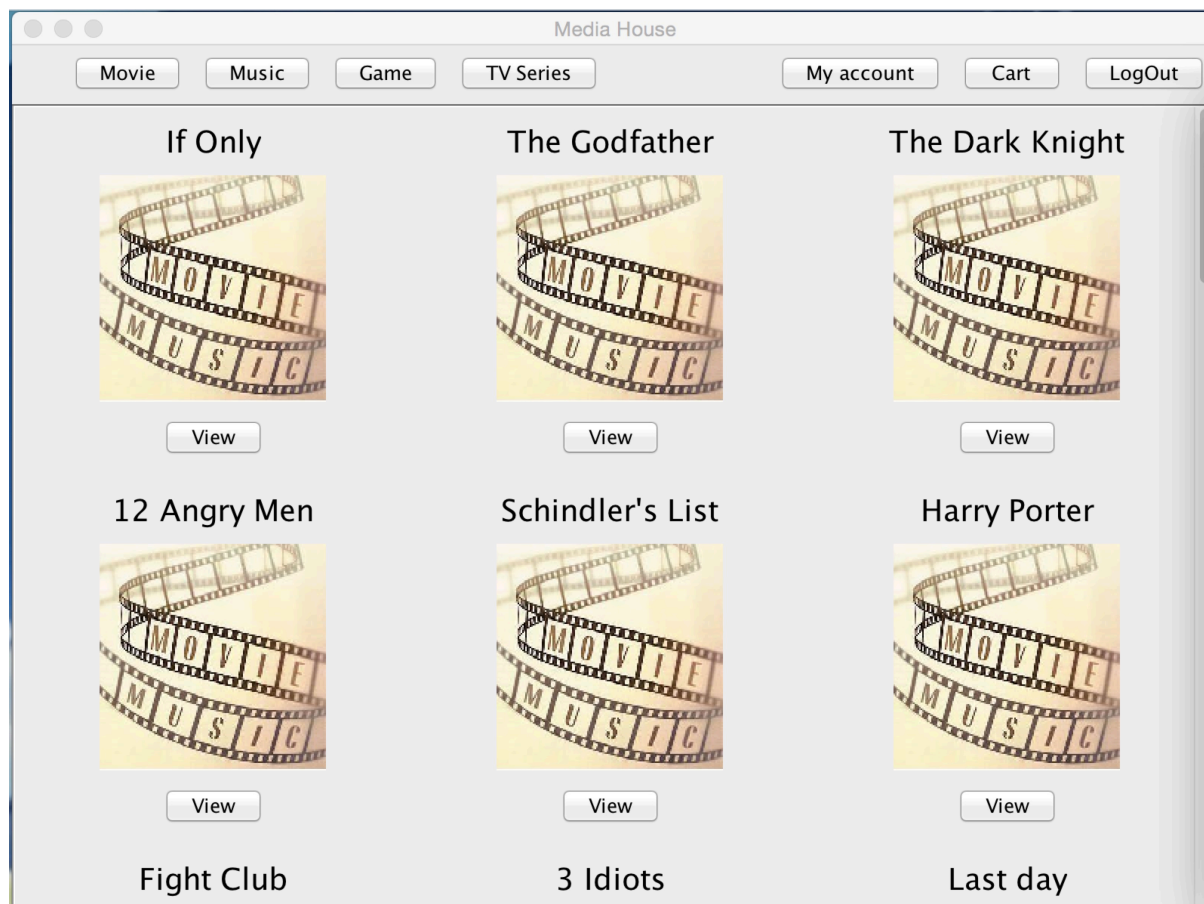 Media House
Movie Music Game TV Series My account Cart LogOut
If Only The Godfather The Dark Knight
MOVIE MOVIE MOVIE
MUSIC MUSIC MUSIC
View View View
12 Angry Men Schindler's List Harry Porter
MOVIE MOVIE MOVIE
MUSIC MUSIC MUSIC
View View View
Fight Club 3 Idiots Last day